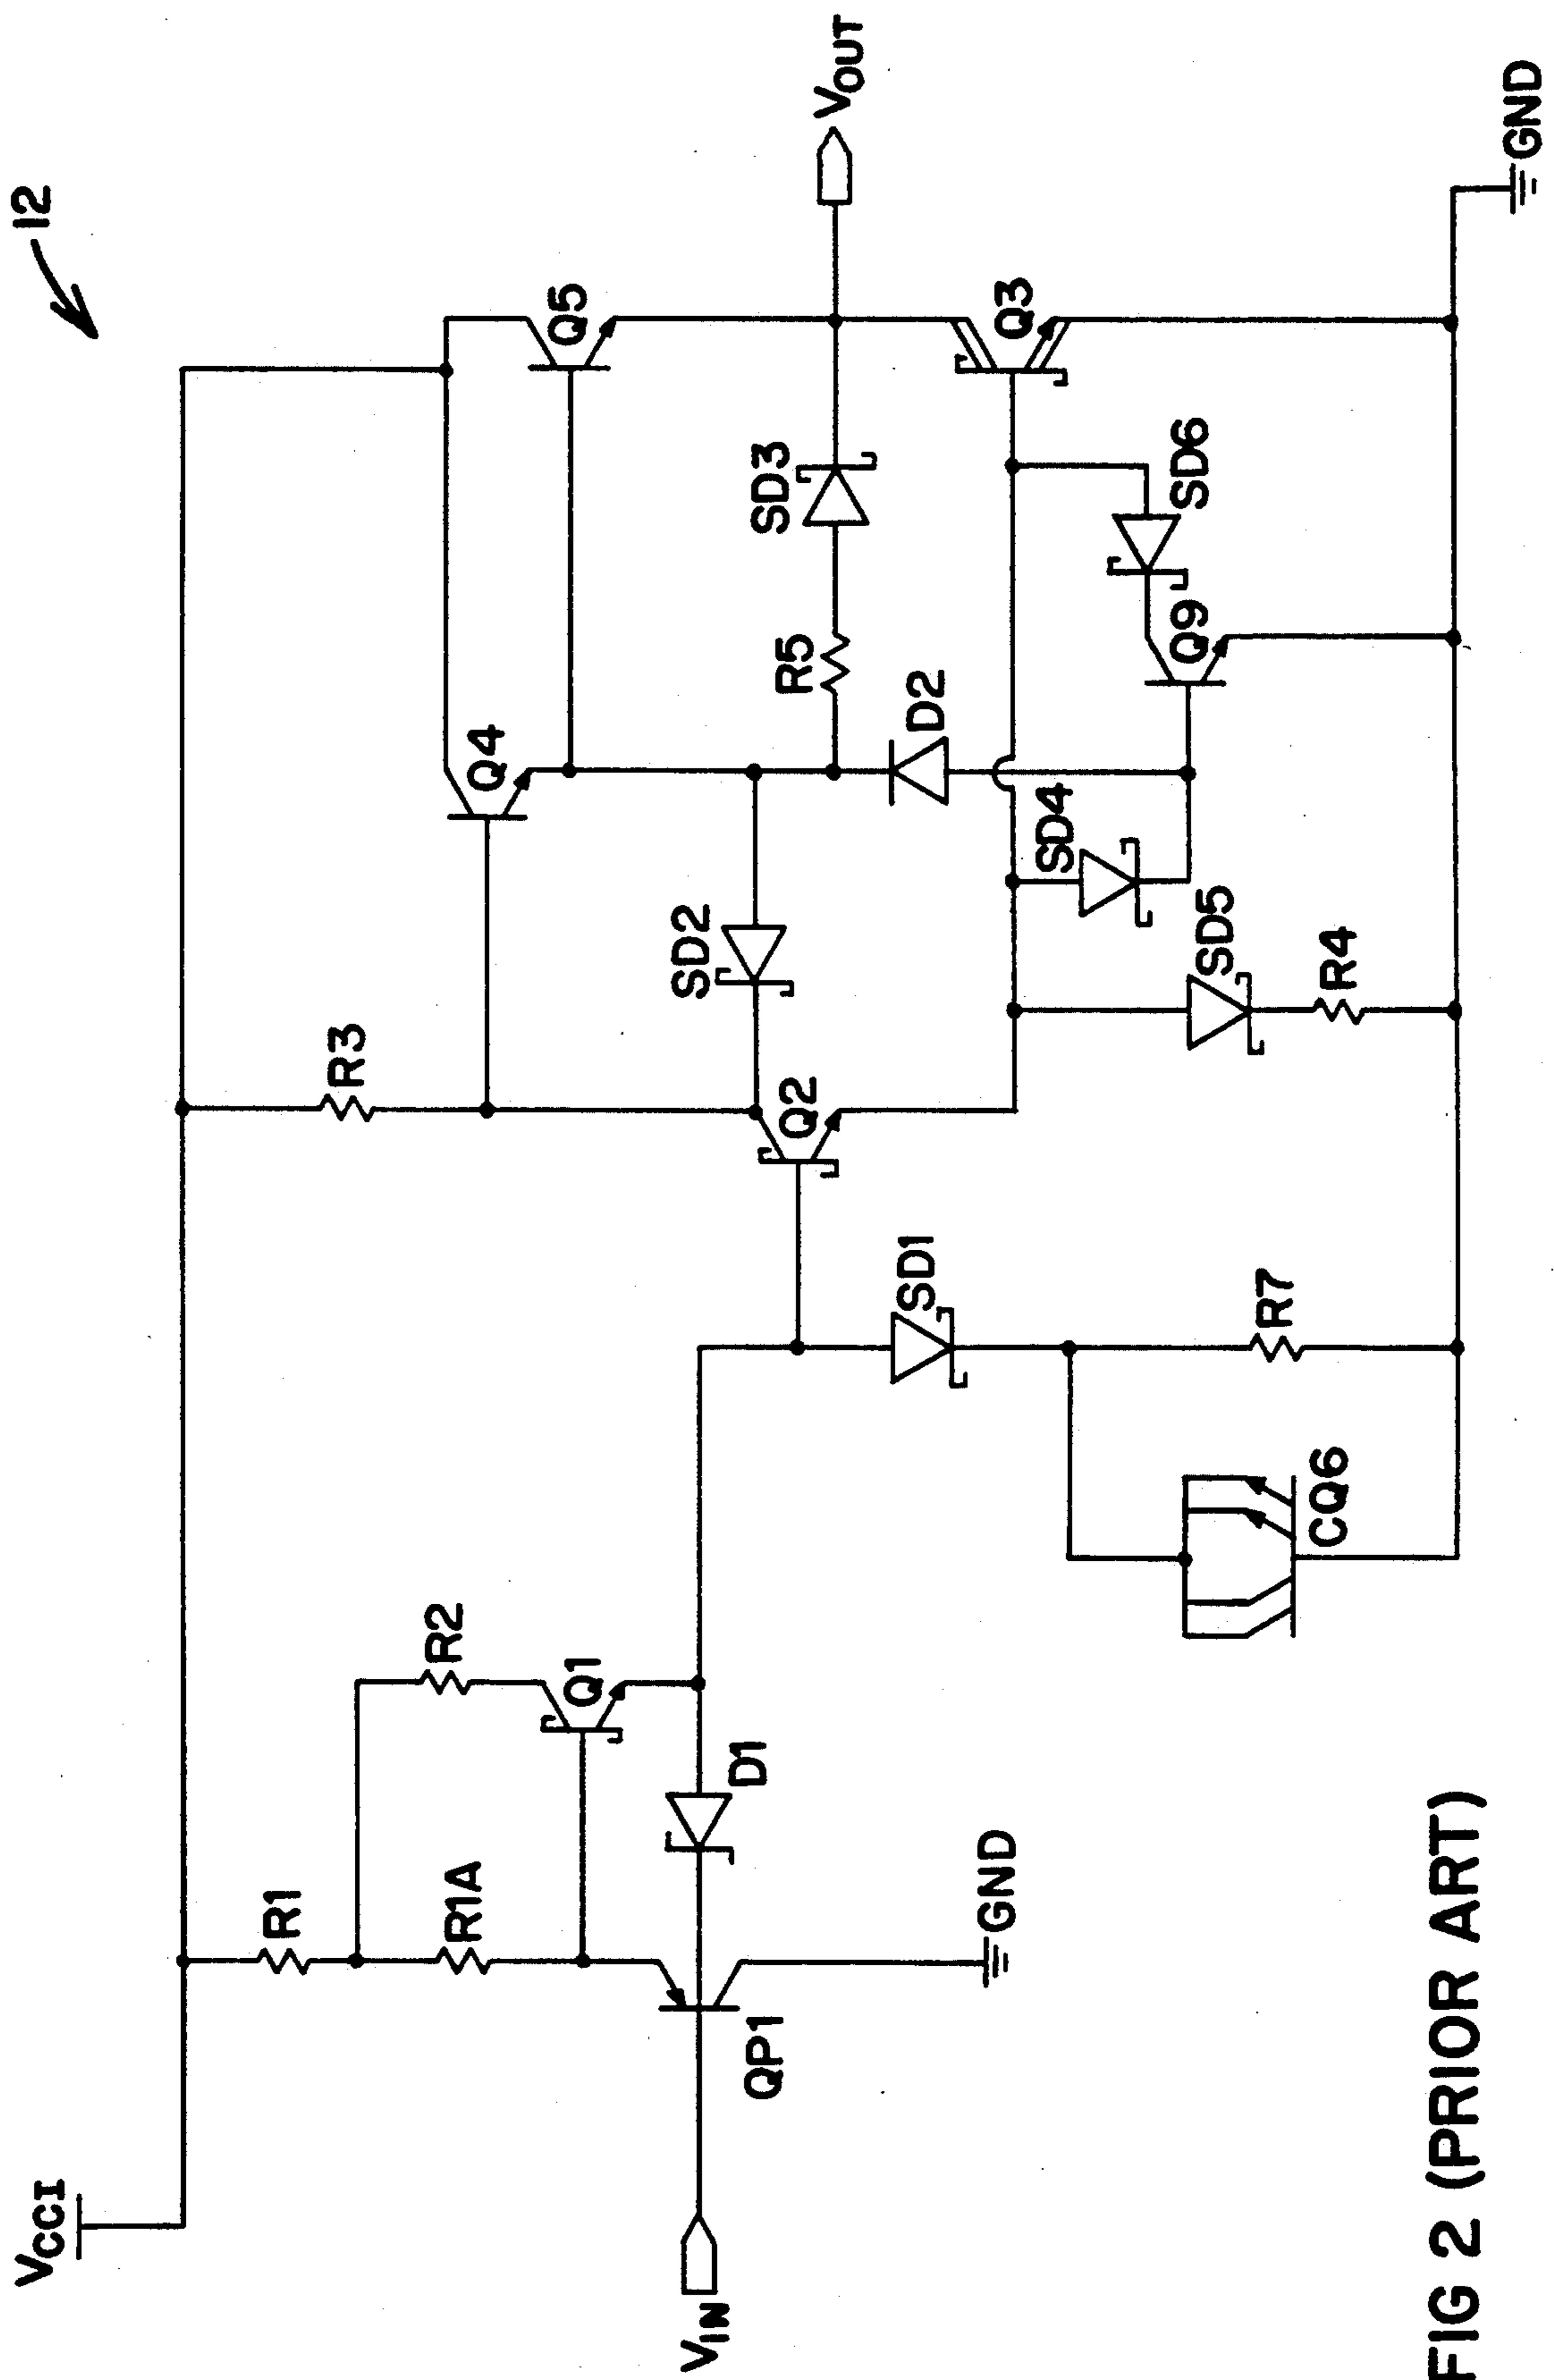 12
VCCI
R1
R2
R3
R1A
Q1
Q4
Q5
VIN
QP1
D1
GND
SD2
Q2
R5
SD3
VOUT
SD1
D2
SD4
Q3
SD5
Q9
SD6
CQ6
R7
R4
GND
FIG 2 (PRIOR ART)